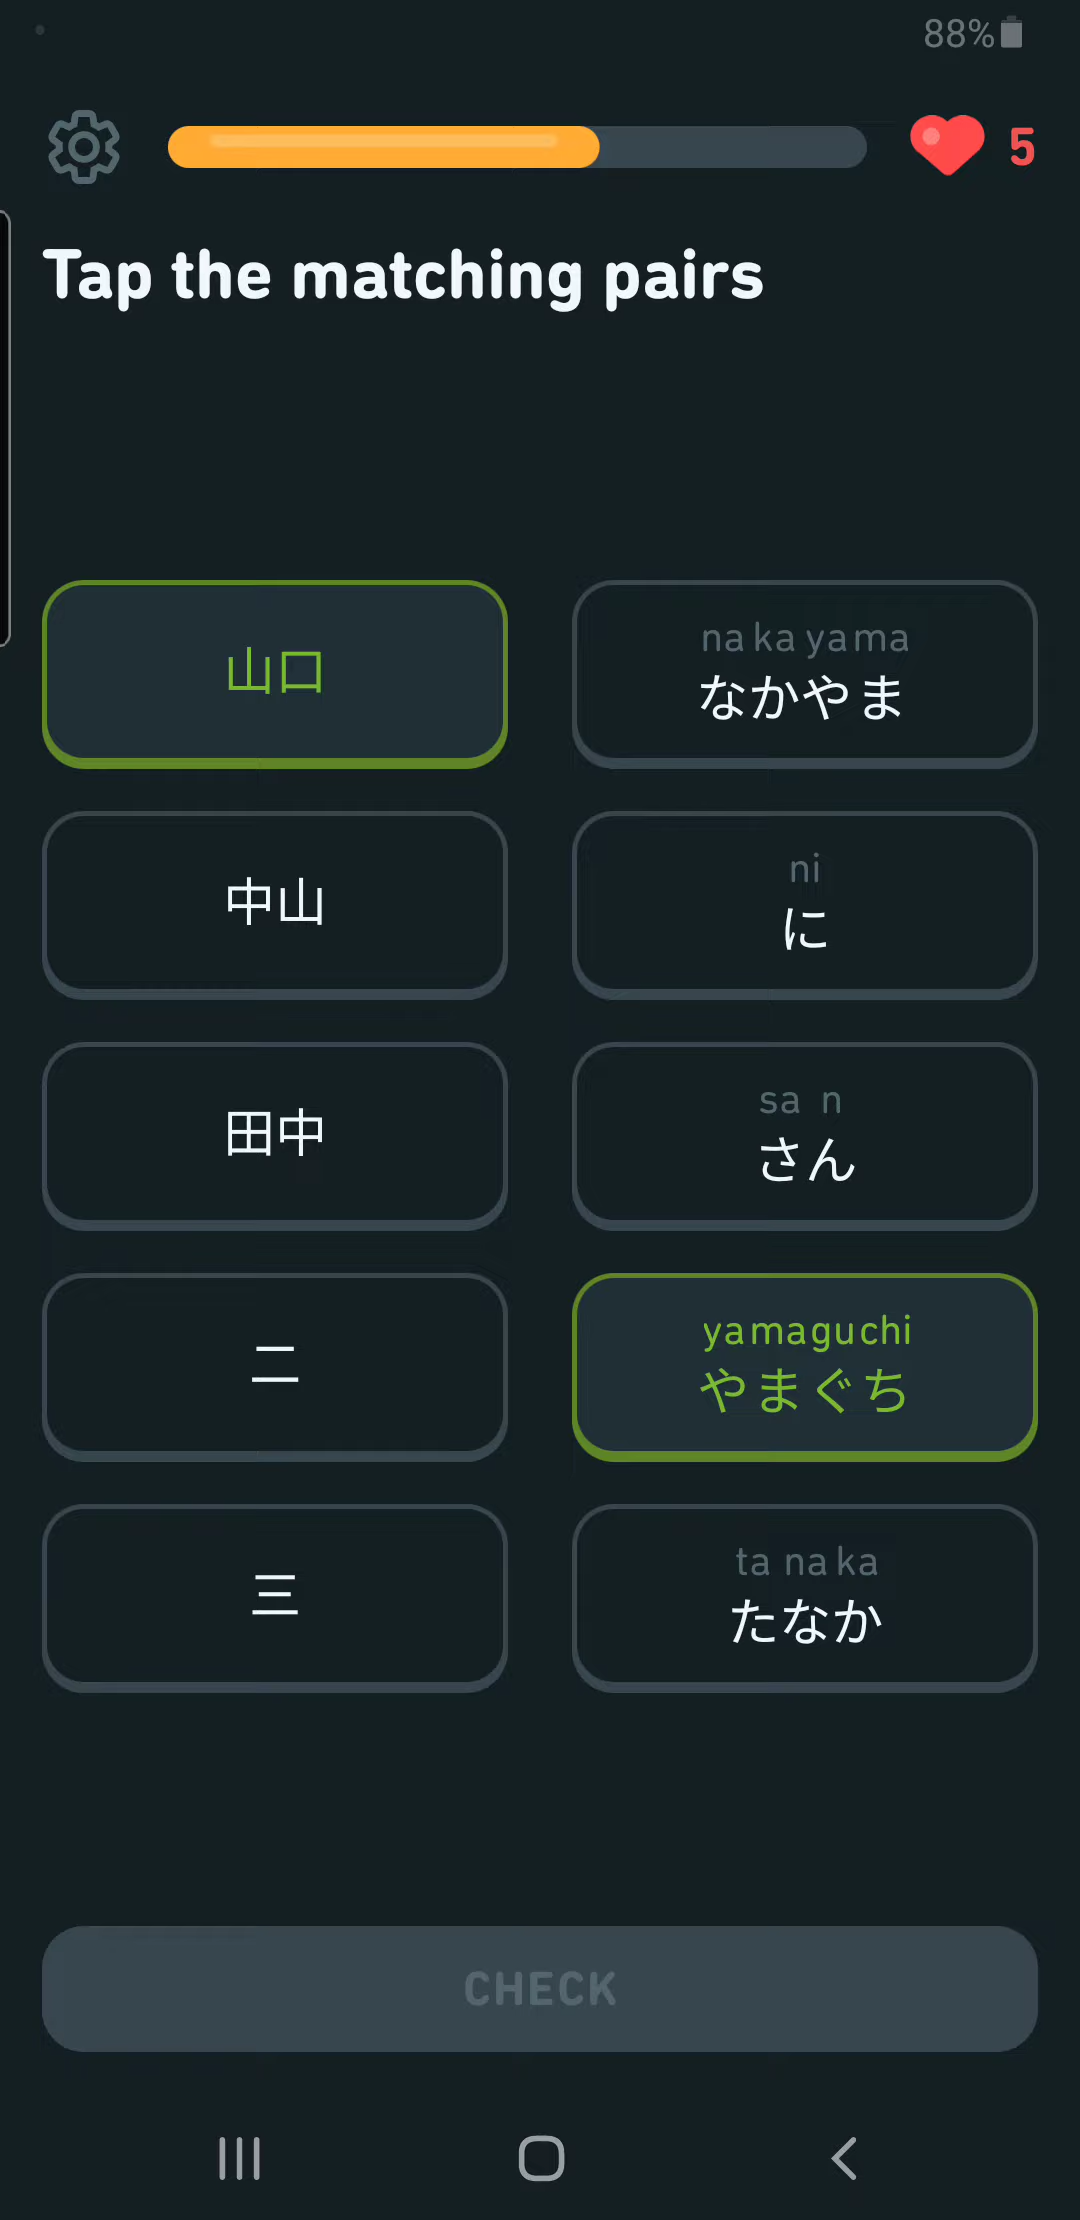 88%
5
Tap the matching pairs
山口
na ka ya ma
なかやま
中山
ni
に
田中
sa n
さん
二
ya ma gu chi
やまぐち
三
ta na ka
たなか
CHECK